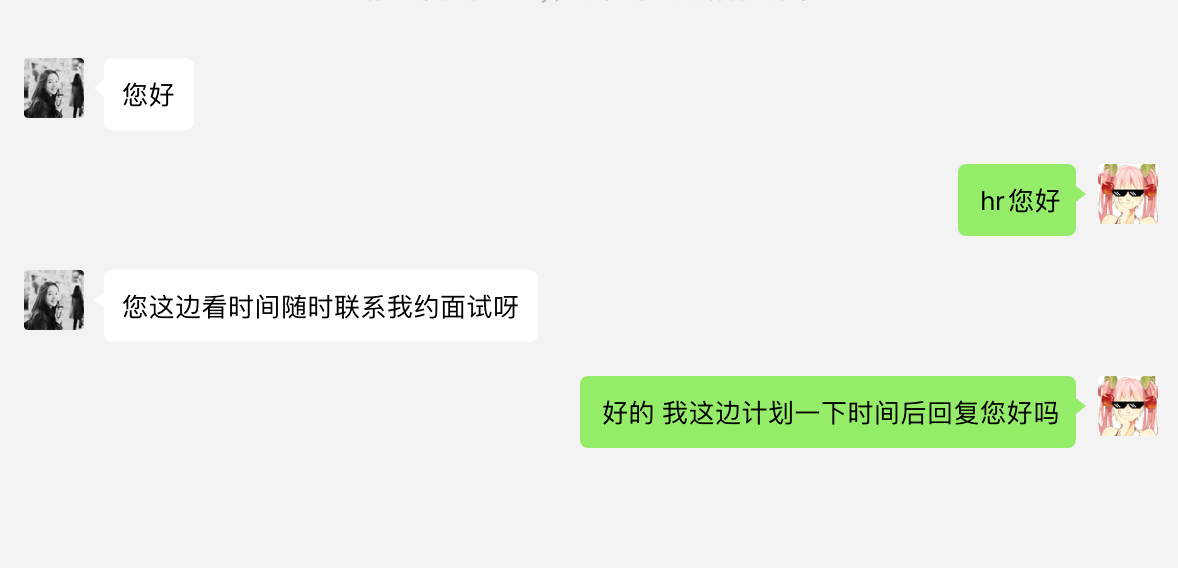 您好
hr您好
您这边看时间随时联系我约面试呀
好的 我这边计划一下时间后回复您好吗